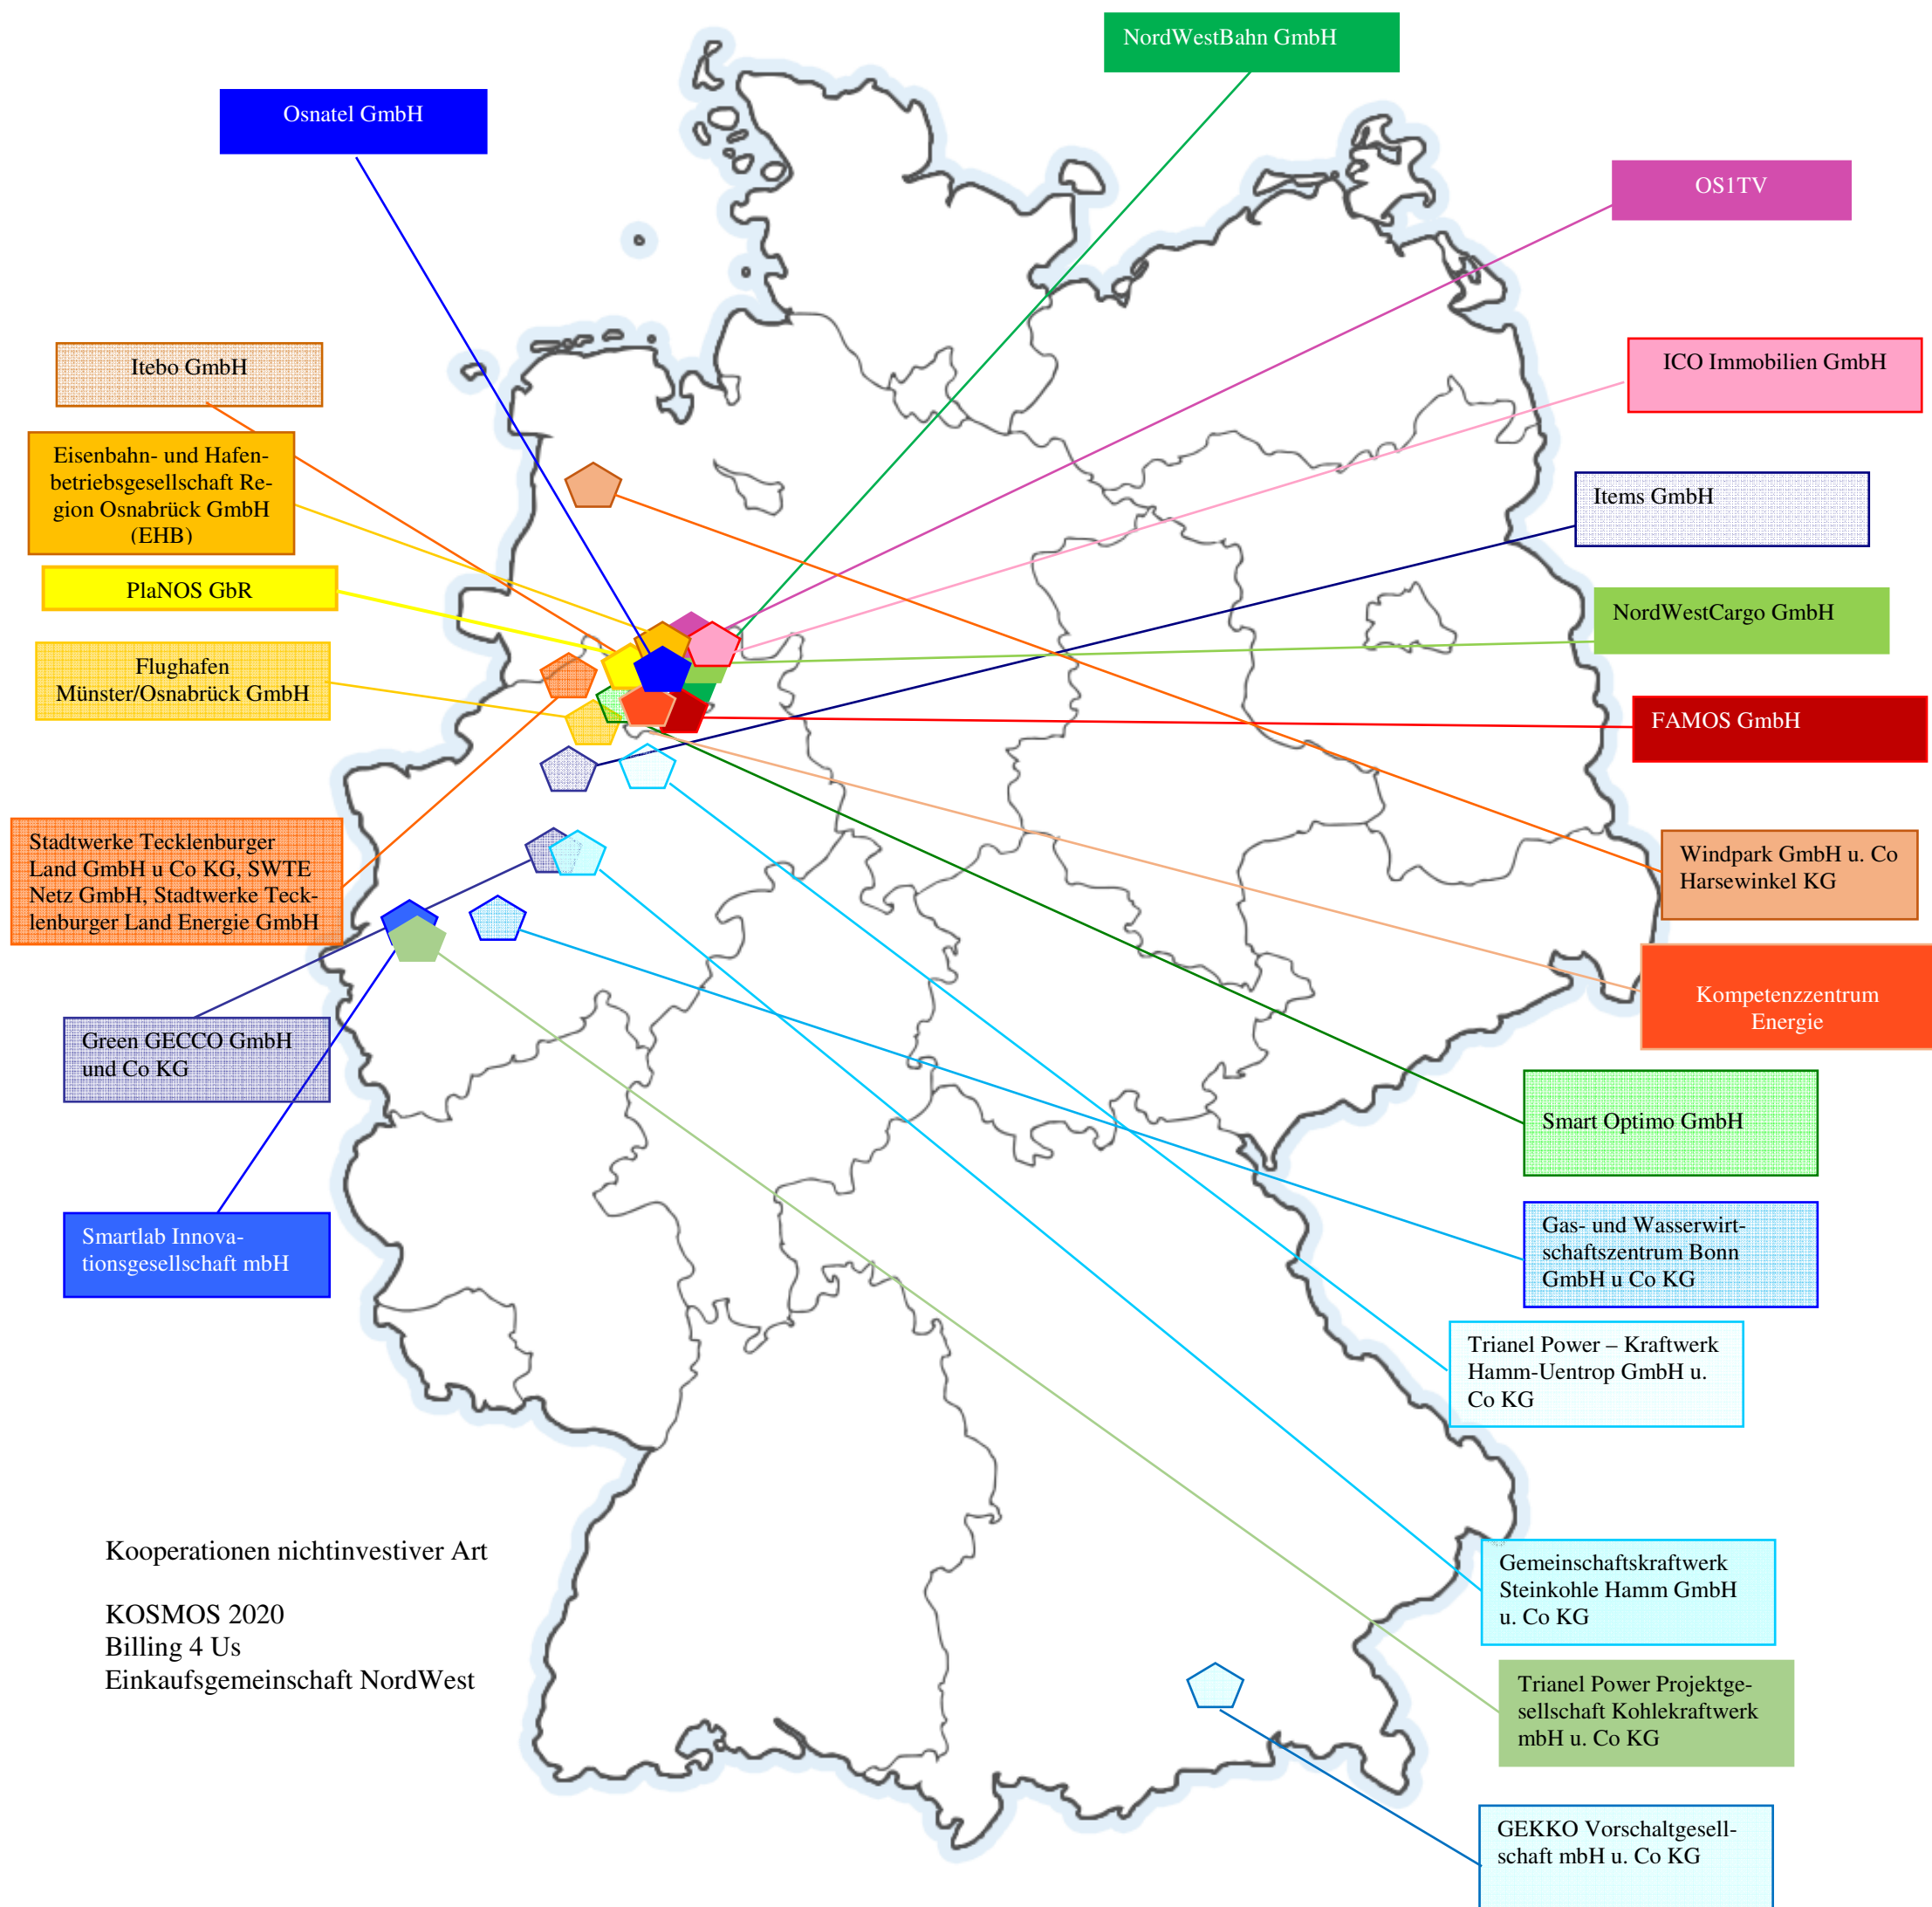 NordWestBahn GmbH
Osnatel GmbH
OS1TV
Itebo GmbH
ICO Immobilien GmbH
Eisenbahn- und Hafen-
betriebsgesellschaft Re-
gion Osnabrück GmbH
(EHB)
Items GmbH
PlaNOS GbR
NordWestCargo GmbH
Flughafen
Münster/Osnabrück GmbH
FAMOS GmbH
Stadtwerke Tecklenburger
Land GmbH u Co KG, SWTE
Netz GmbH, Stadtwerke Teck-
lenburger Land Energie GmbH
Windpark GmbH u. Co
Harsewinkel KG
Kompetenzzentrum
Energie
Green GECCO GmbH
und Co KG
Smart Optimo GmbH
Smartlab Innova-
tionsgesellschaft mbH
Gas- und Wasserwirt-
schaftszentrum Bonn
GmbH u Co KG
Trianel Power – Kraftwerk
Hamm-Uentrop GmbH u.
Co KG
Kooperationen nichtinvestiver Art
KOSMOS 2020
Billing 4 Us
Einkaufsgemeinschaft NordWest
Gemeinschaftskraftwerk
Steinkohle Hamm GmbH
u. Co KG
Trianel Power Projektge-
sellschaft Kohlekraftwerk
mbH u. Co KG
GEKKO Vorschaltgesell-
schaft mbH u. Co KG